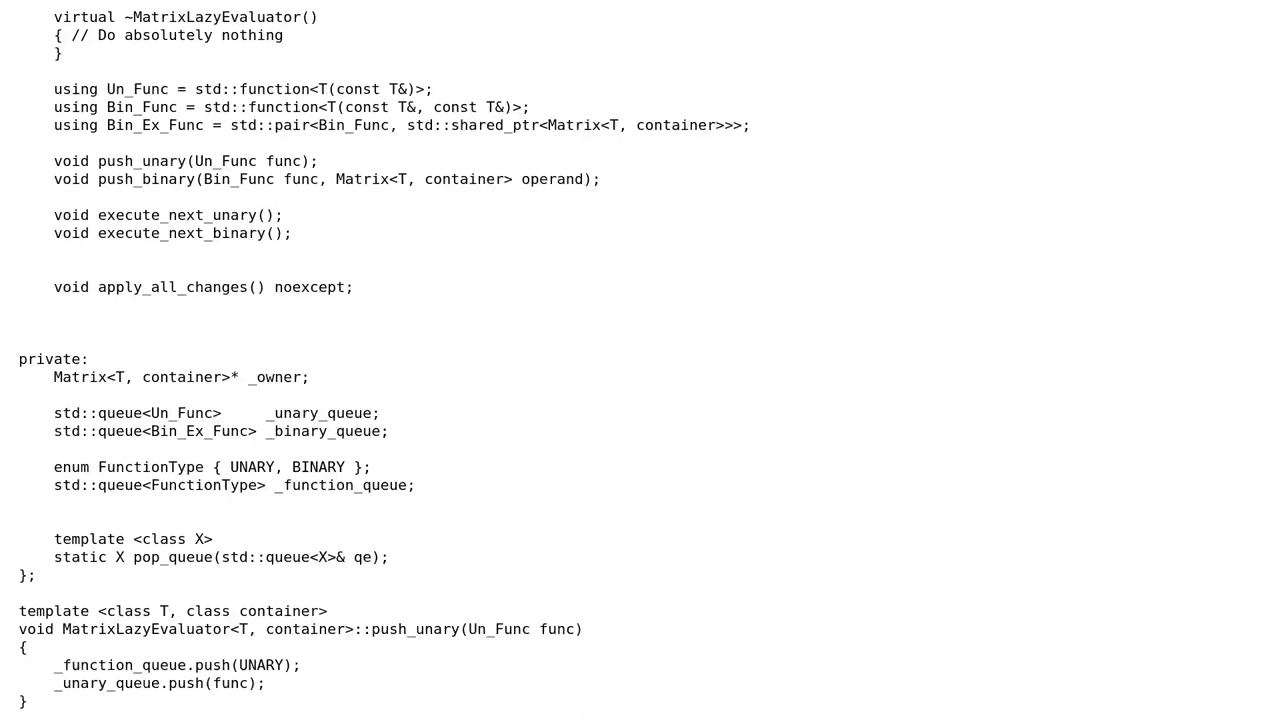 virtual ~MatrixLazyEvaluator()
    { // Do absolutely nothing
    }

    using Un_Func = std::function<T(const T&)>;
    using Bin_Func = std::function<T(const T&, const T&)>;
    using Bin_Ex_Func = std::pair<Bin_Func, std::shared_ptr<Matrix<T, container>>>;

    void push_unary(Un_Func func);
    void push_binary(Bin_Func func, Matrix<T, container> operand);

    void execute_next_unary();
    void execute_next_binary();


    void apply_all_changes() noexcept;



private:
    Matrix<T, container>* _owner;

    std::queue<Un_Func>     _unary_queue;
    std::queue<Bin_Ex_Func> _binary_queue;

    enum FunctionType { UNARY, BINARY };
    std::queue<FunctionType> _function_queue;


    template <class X>
    static X pop_queue(std::queue<X>& qe);
};

template <class T, class container>
void MatrixLazyEvaluator<T, container>::push_unary(Un_Func func)
{
    _function_queue.push(UNARY);
    _unary_queue.push(func);
}